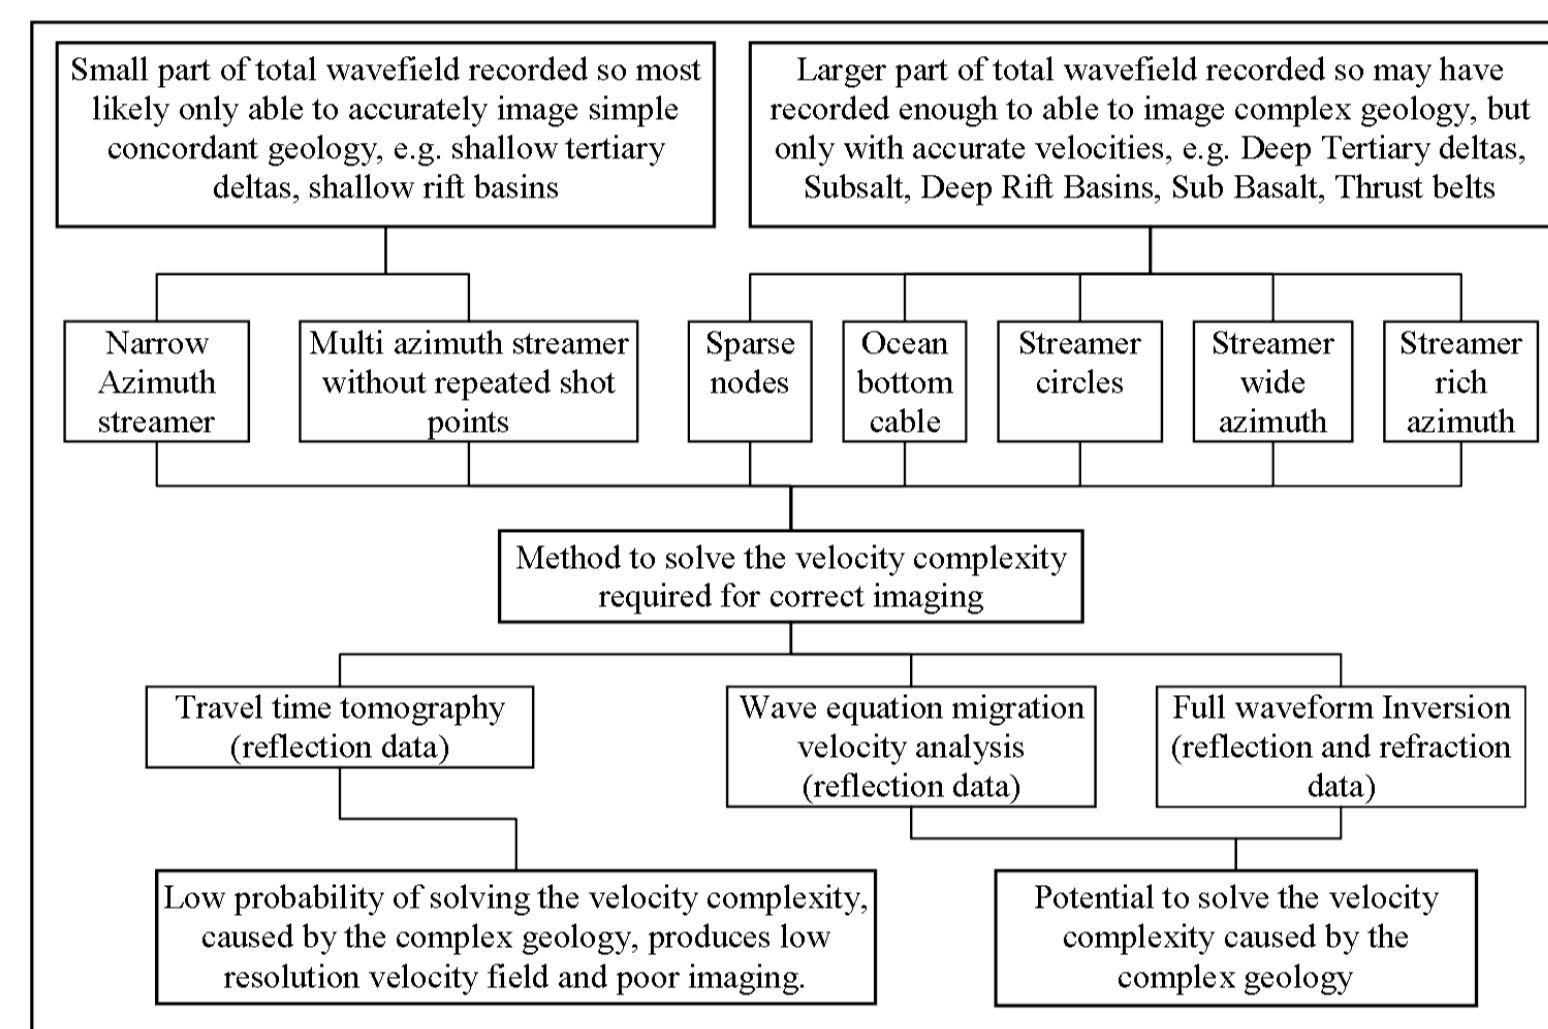 Small part of total wavefield recorded so most
likely only able to accurately image simple
concordant geology, e.g. shallow tertiary
deltas, shallow rift basins
Larger part of total wavefield recorded so may have
recorded enough to able to image complex geology, but
only with accurate velocities, e.g. Deep Tertiary deltas,
Subsalt, Deep Rift Basins, Sub Basalt, Thrust belts
Narrow
Azimuth
streamer
Multi azimuth streamer
without repeated shot
points
Sparse
nodes
Ocean
bottom
cable
Streamer
circles
Streamer
wide
azimuth
Streamer
rich
azimuth
Method to solve the velocity complexity
required for correct imaging
Travel time tomography
(reflection data)
Wave equation migration
velocity analysis
(reflection data)
Full waveform Inversion
(reflection and refraction
data)
Low probability of solving the velocity complexity,
caused by the complex geology, produces low
resolution velocity field and poor imaging.
Potential to solve the velocity
complexity caused by the
complex geology